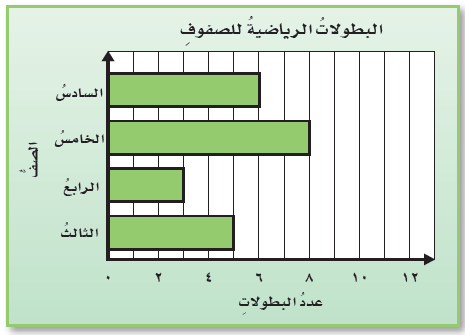 البطولاتُ الرياضيةُ للصفوفِ
السادسُ
الخامسُ
الرابعُ
الثالثُ
الصفُّ
٠ ٢ ٤ ٦ ٨ ١٠ ١٢
عددُ البطولاتِ